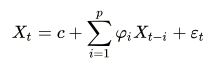 $X_t = c + \sum_{i=1}^{p} \varphi_i X_{t-i} + \varepsilon_t$